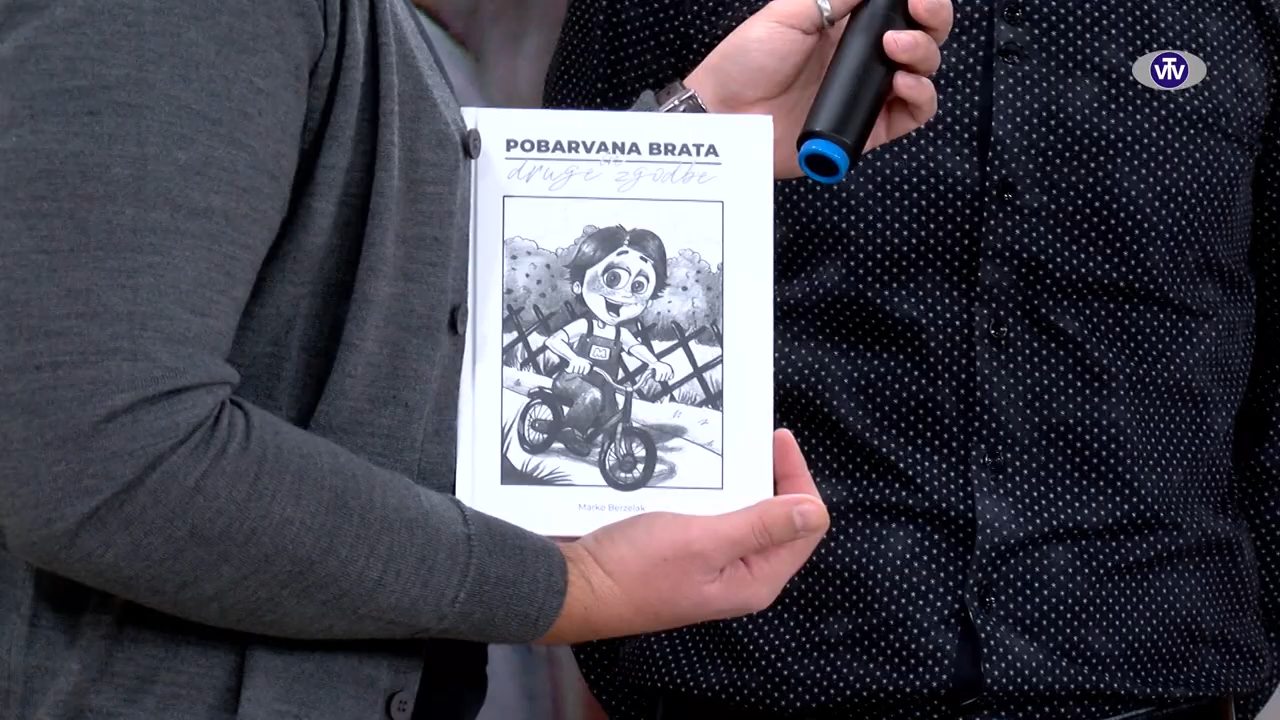 POBARVANA BRATA
in
druge zgodbe
M
Marko Berzelak
VTV